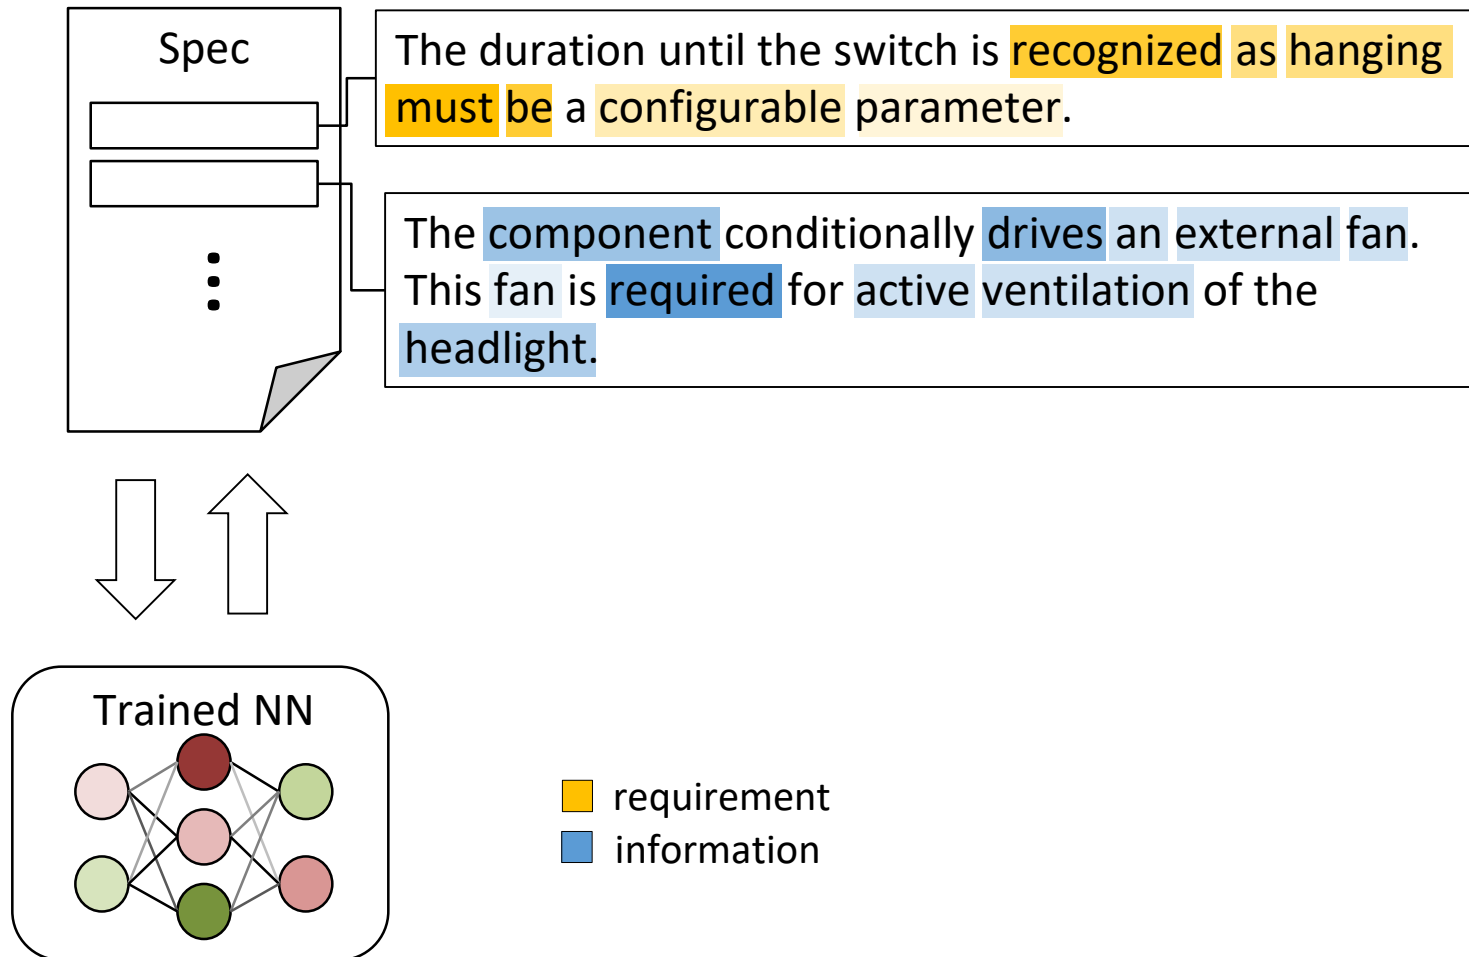 Spec
The duration until the switch is recognized as hanging
must be a configurable parameter.
The component conditionally drives an external fan.
This fan is required for active ventilation of the
headlight.
Trained NN
requirement
information